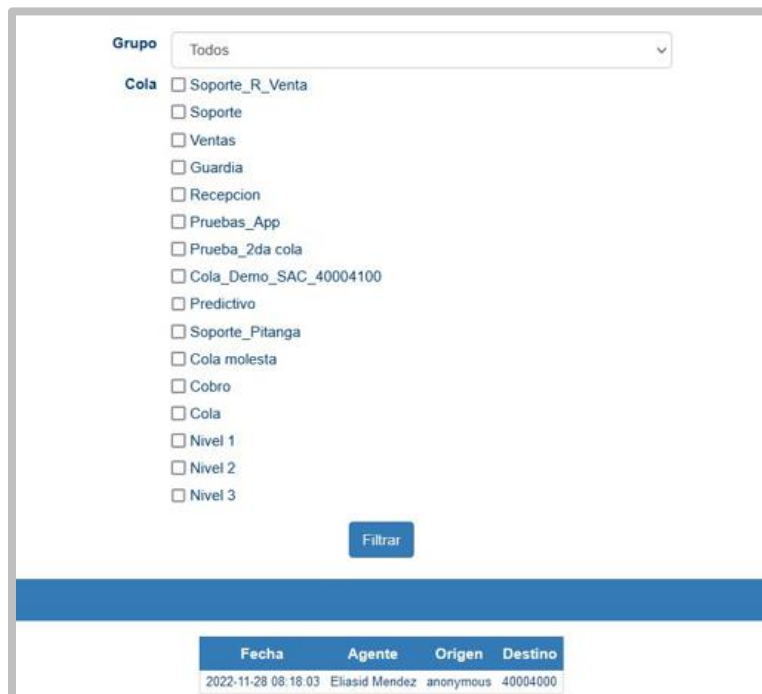 Grupo Todos
Cola Soporte_R_Venta
Soporte
Ventas
Guardia
Recepcion
Pruebas_App
Prueba_2da cola
Cola_Demo_SAC_40004100
Predictivo
Soporte_Pitanga
Cola molesta
Cobro
Cola
Nivel 1
Nivel 2
Nivel 3
Filtrar
Fecha Agente Origen Destino
2022-11-28 08:18:03 Eliasid Mendez anonymous 40004000